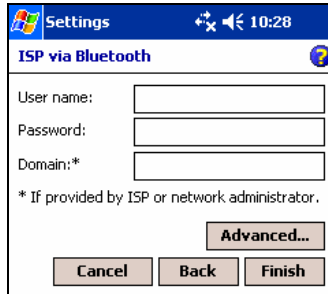 Settings 10:28
ISP via Bluetooth ?
User name:
Password:
Domain:*
* If provided by ISP or network administrator.
Advanced...
Cancel Back Finish